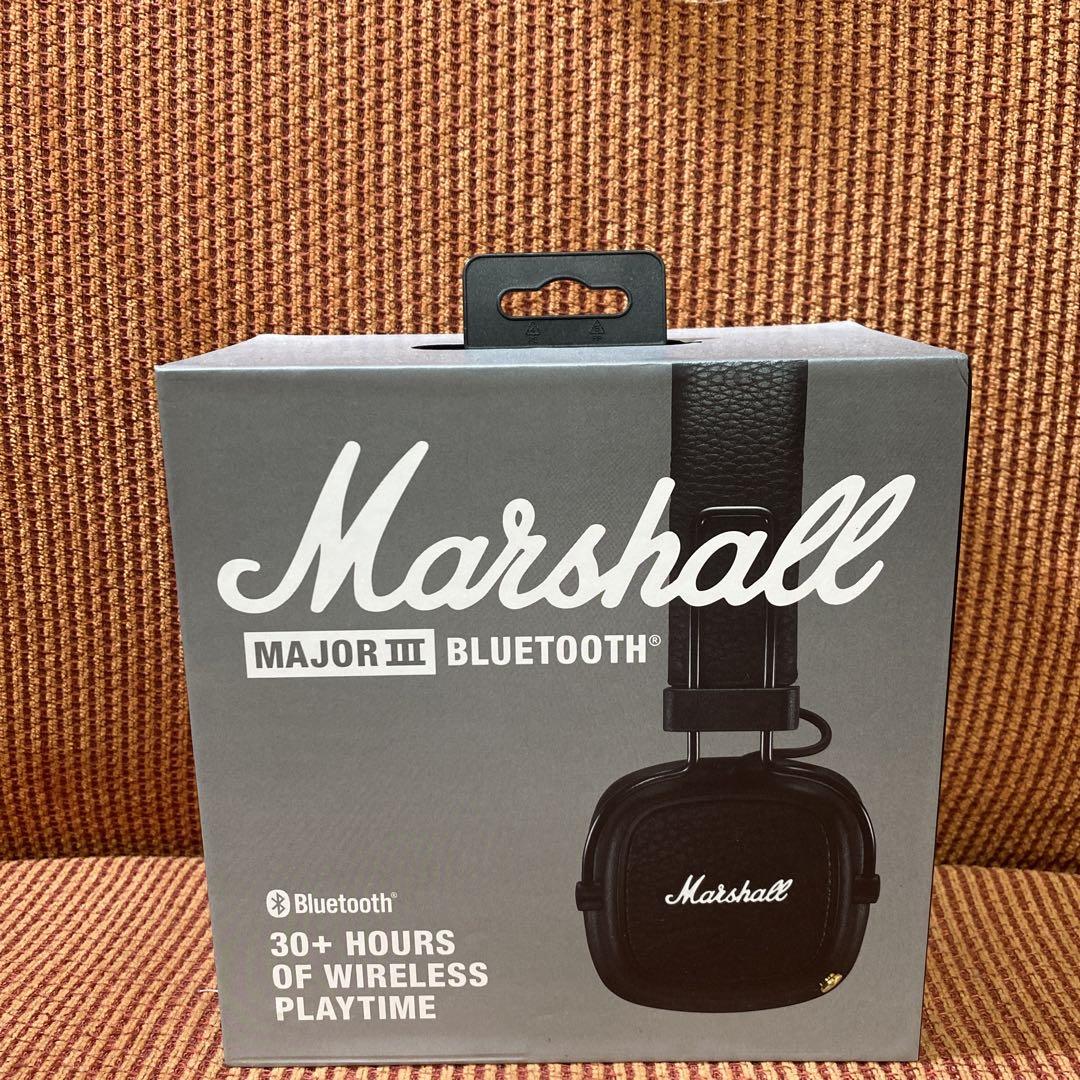 Marshall
MAJOR III BLUETOOTH®
Marshall
Bluetooth®
30+ HOURS
OF WIRELESS
PLAYTIME